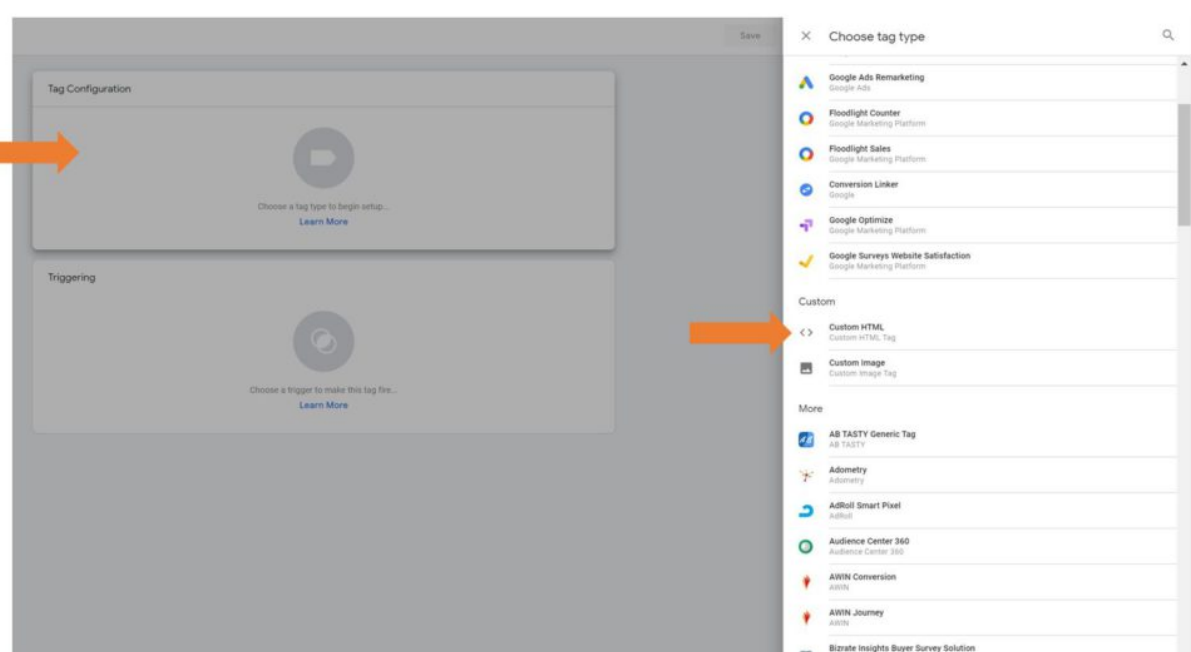 Save
Choose tag type
Tag Configuration
Choose a tag type to begin setup...
Learn More
Triggering
Choose a trigger to make this tag fire...
Learn More
Google Ads Remarketing
Google Ads
Floodlight Counter
Google Marketing Platform
Floodlight Sales
Google Marketing Platform
Conversion Linker
Google
Google Optimize
Google Marketing Platform
Google Surveys Website Satisfaction
Google Marketing Platform
Custom
Custom HTML
Custom HTML Tag
Custom Image
Custom Image Tag
More
AB TASTY Generic Tag
AB TASTY
Adometry
Adometry
AdRoll Smart Pixel
AdRoll
Audience Center 360
Audience Center 360
AWIN Conversion
AWIN
AWIN Journey
AWIN
Bizrate Insights Buyer Survey Solution